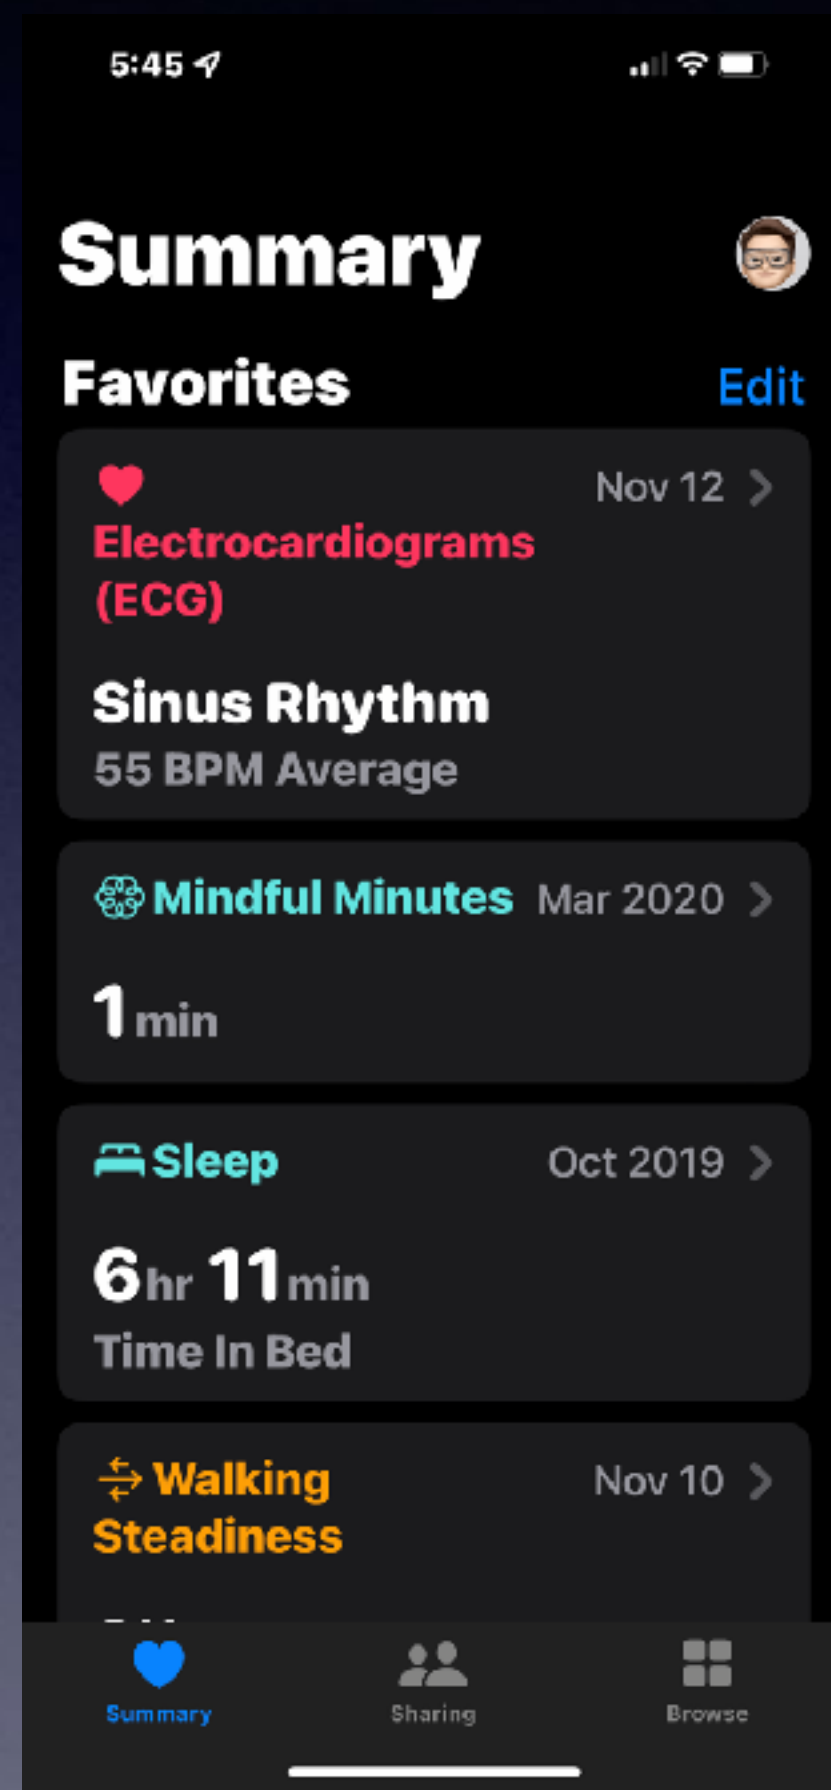 5:45
Summary
Favorites
Edit
Nov 12
Electrocardiograms
(ECG)
Sinus Rhythm
55 BPM Average
Mindful Minutes Mar 2020
1 min
Sleep Oct 2019
6 hr 11 min
Time In Bed
Walking Nov 10
Steadiness
Summary Sharing Browse